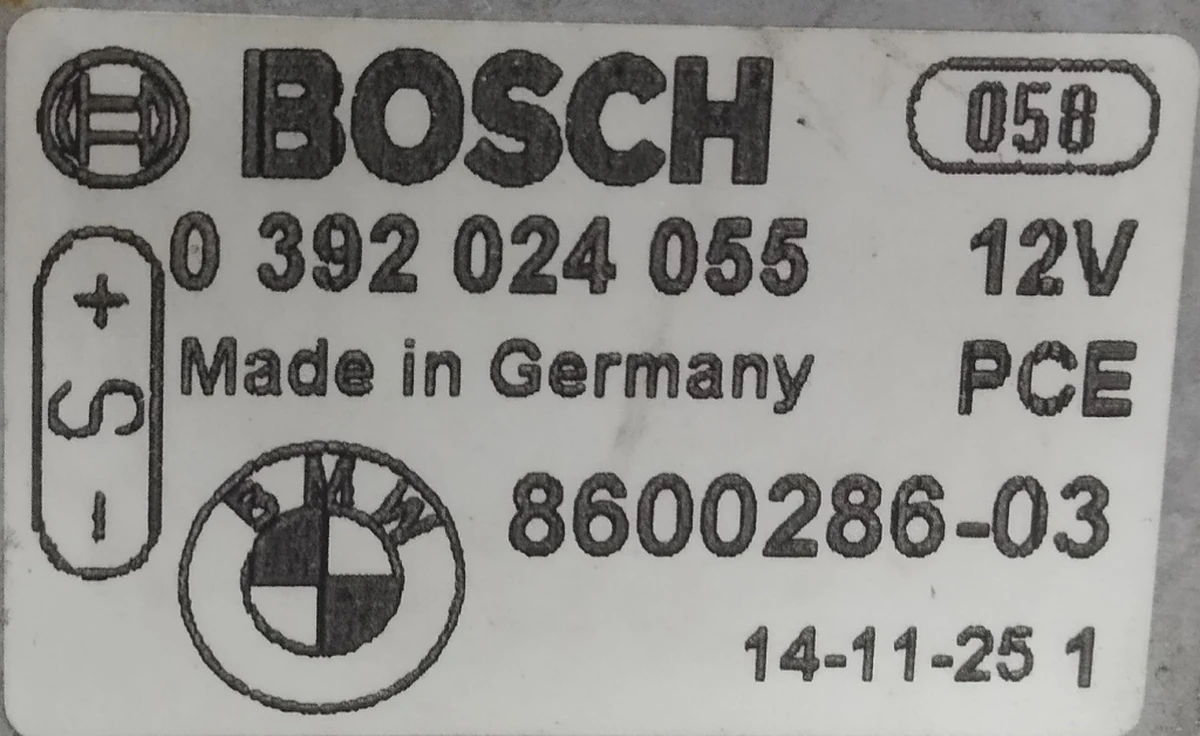 BOSCH 058
0 392 024 055 12V
Made in Germany PCE
+ S -
BMW
8600286-03
14-11-25 1